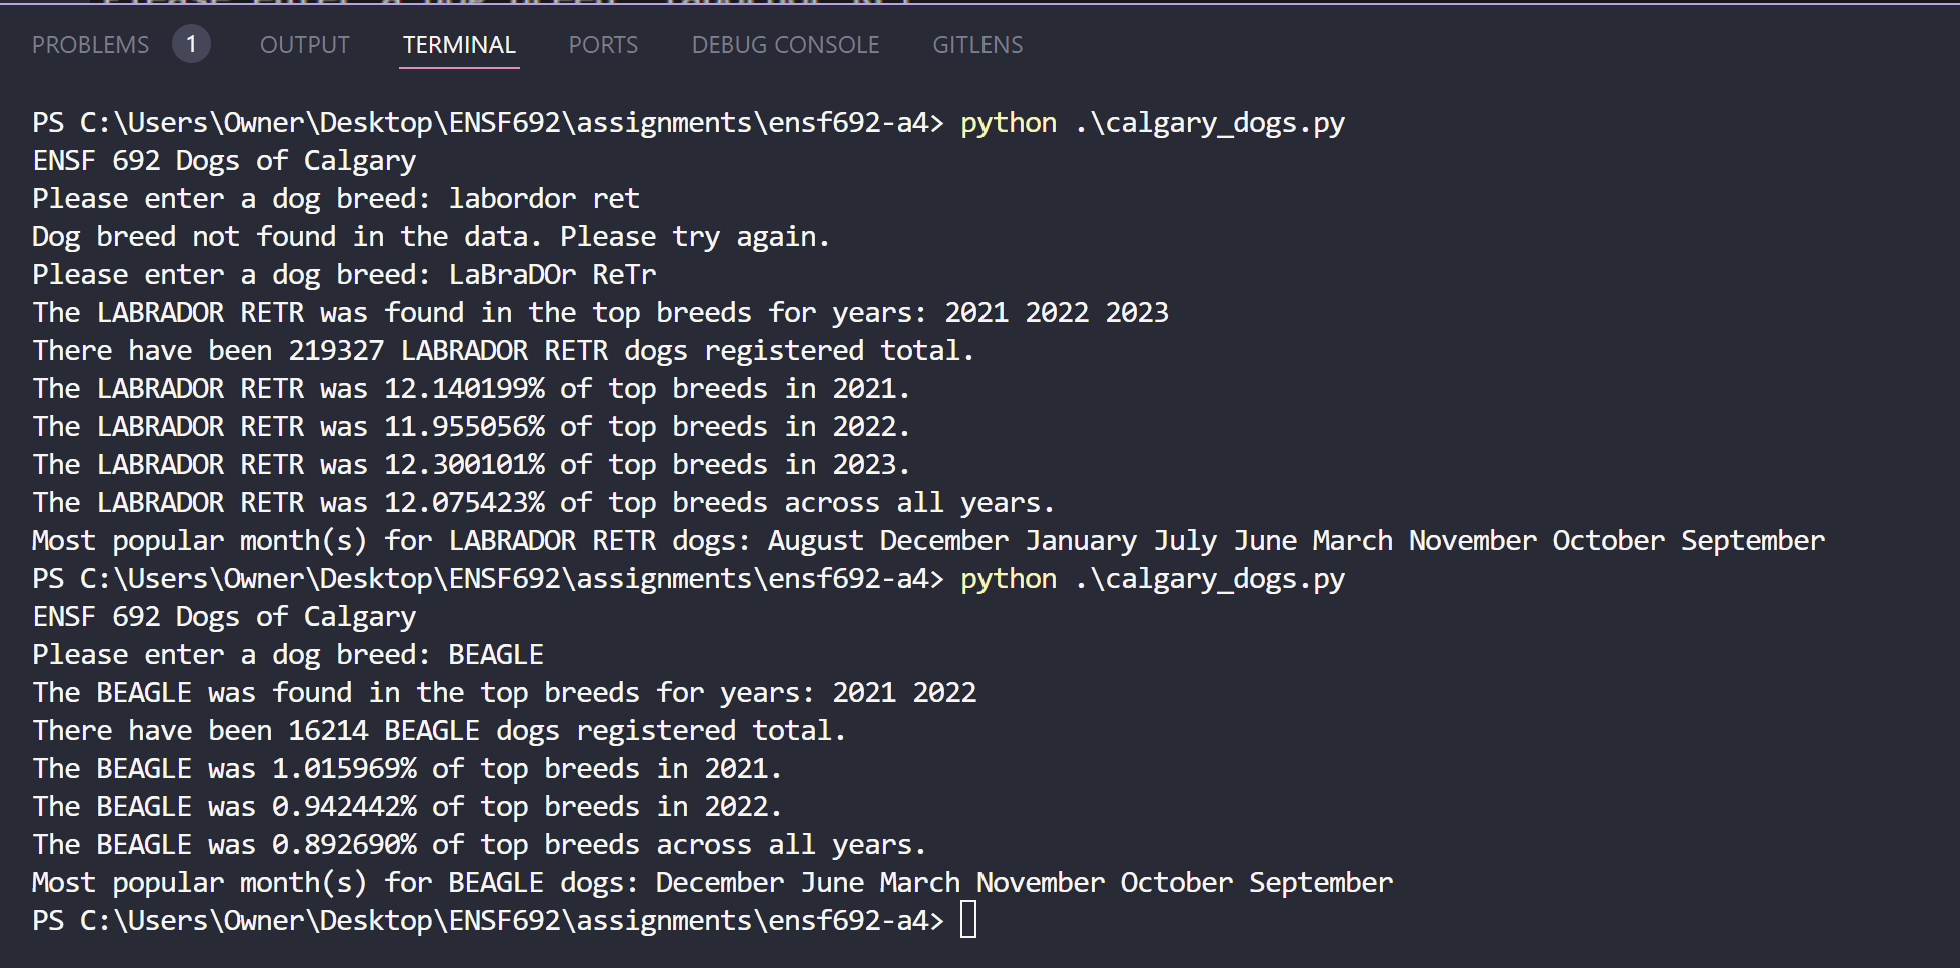 PROBLEMS 1 OUTPUT TERMINAL PORTS DEBUG CONSOLE GITLENS
PS C:\Users\Owner\Desktop\ENSF692\assignments\ensf692-a4> python .\calgary_dogs.py
ENSF 692 Dogs of Calgary
Please enter a dog breed: labordor ret
Dog breed not found in the data. Please try again.
Please enter a dog breed: LaBraDOr ReTr
The LABRADOR RETR was found in the top breeds for years: 2021 2022 2023
There have been 219327 LABRADOR RETR dogs registered total.
The LABRADOR RETR was 12.140199% of top breeds in 2021.
The LABRADOR RETR was 11.955056% of top breeds in 2022.
The LABRADOR RETR was 12.300101% of top breeds in 2023.
The LABRADOR RETR was 12.075423% of top breeds across all years.
Most popular month(s) for LABRADOR RETR dogs: August December January July June March November October September
PS C:\Users\Owner\Desktop\ENSF692\assignments\ensf692-a4> python .\calgary_dogs.py
ENSF 692 Dogs of Calgary
Please enter a dog breed: BEAGLE
The BEAGLE was found in the top breeds for years: 2021 2022
There have been 16214 BEAGLE dogs registered total.
The BEAGLE was 1.015969% of top breeds in 2021.
The BEAGLE was 0.942442% of top breeds in 2022.
The BEAGLE was 0.892690% of top breeds across all years.
Most popular month(s) for BEAGLE dogs: December June March November October September
PS C:\Users\Owner\Desktop\ENSF692\assignments\ensf692-a4>